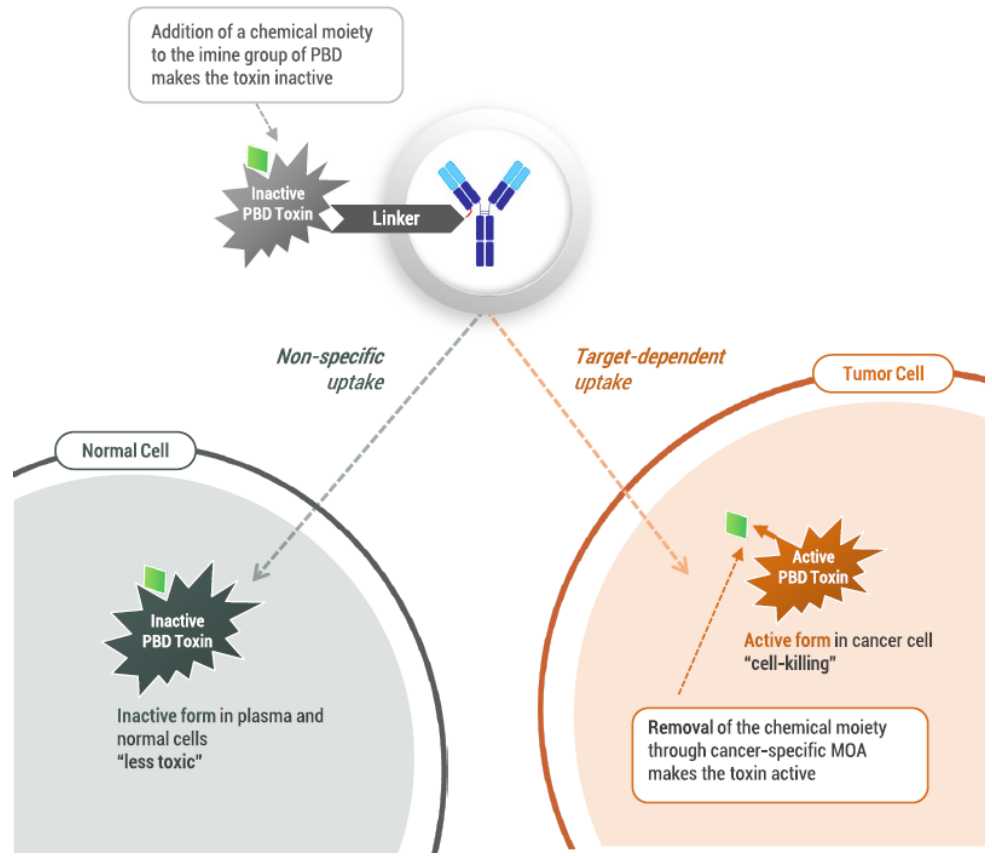 Addition of a chemical moiety
to the imine group of PBD
makes the toxin inactive
Inactive
PBD Toxin
Linker
Non-specific
uptake
Target-dependent
uptake
Tumor Cell
Normal Cell
Active
PBD Toxin
Inactive
PBD Toxin
Active form in cancer cell
“cell-killing”
Inactive form in plasma and
normal cells
“less toxic”
Removal of the chemical moiety
through cancer-specific MOA
makes the toxin active